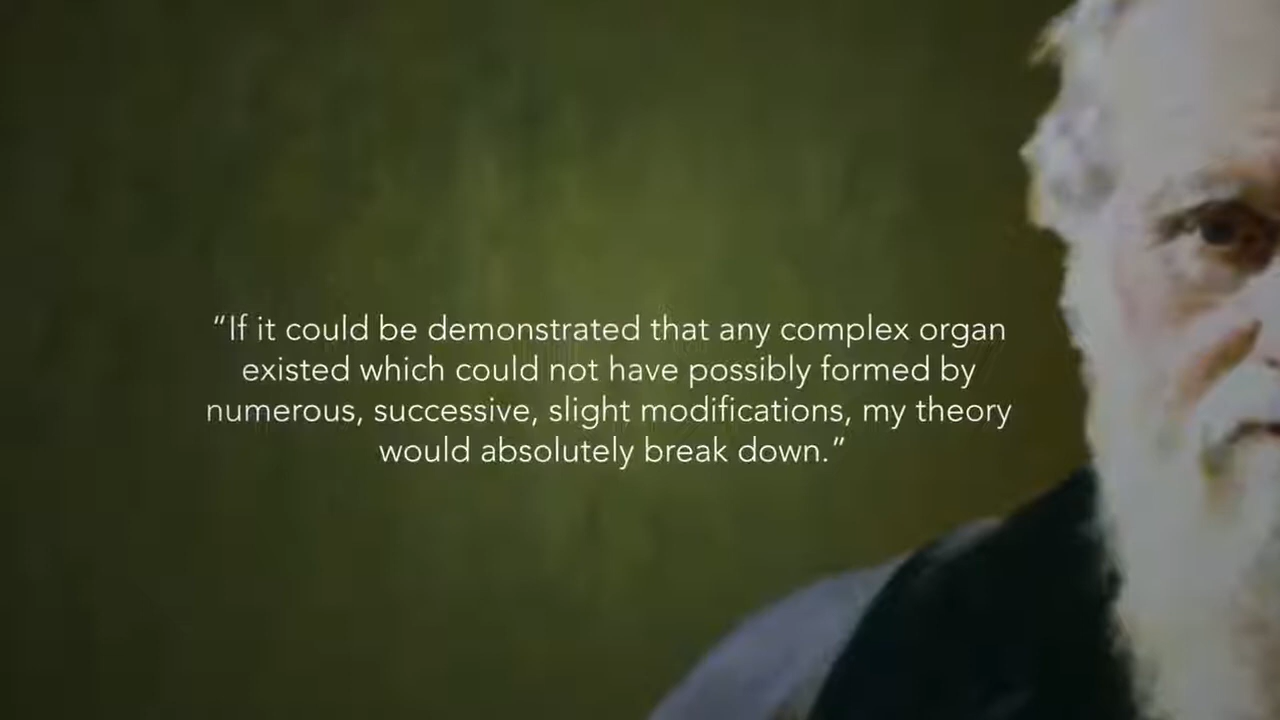 “If it could be demonstrated that any complex organ
existed which could not have possibly formed by
numerous, successive, slight modifications, my theory
would absolutely break down.”